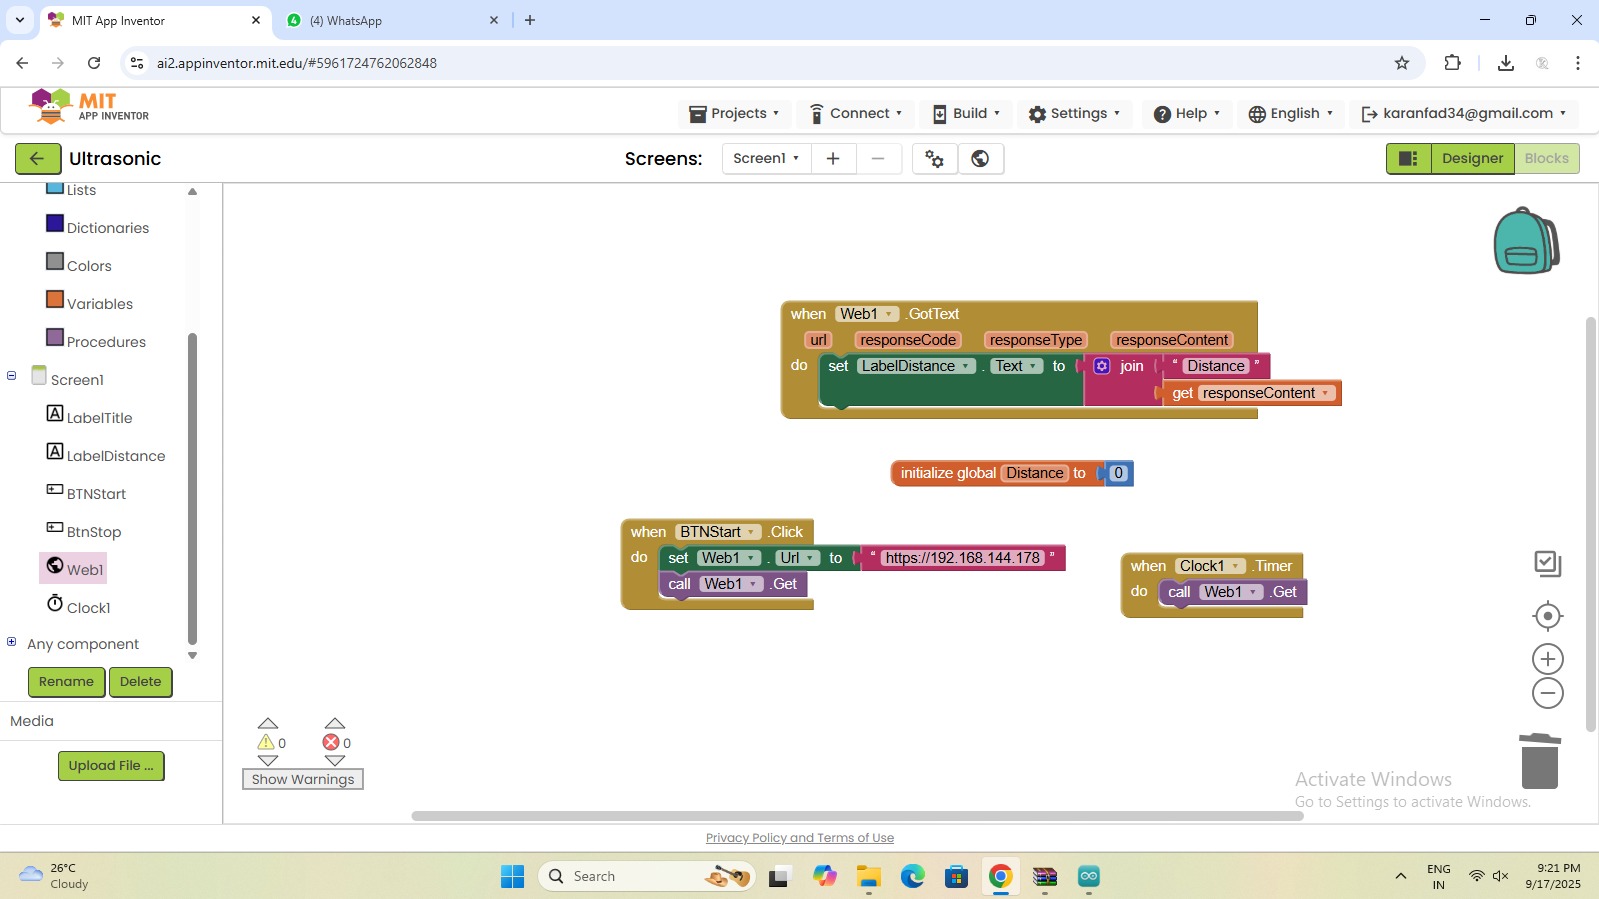 MIT App Inventor
4
(4) WhatsApp
ai2.appinventor.mit.edu/#5961724762062848
MIT
APP INVENTOR
Projects
Connect
Build
Settings
Help
English
karanfad34@gmail.com
Ultrasonic
Screens:
Screen1
Designer
Blocks
Lists
Dictionaries
Colors
Variables
Procedures
Screen1
LabelTitle
LabelDistance
BTNStart
BtnStop
Web1
Clock1
Any component
Rename
Delete
Media
Upload File ...
when Web1 .GotText
url responseCode responseType responseContent
do set LabelDistance . Text to join “ Distance ”
get responseContent
initialize global Distance to 0
when BTNStart .Click
do set Web1 . Url to “ https://192.168.144.178 ”
call Web1 .Get
when Clock1 .Timer
do call Web1 .Get
0
0
Show Warnings
Activate Windows
Go to Settings to activate Windows.
Privacy Policy and Terms of Use
26°C
Cloudy
Search
ENG
IN
9:21 PM
9/17/2025